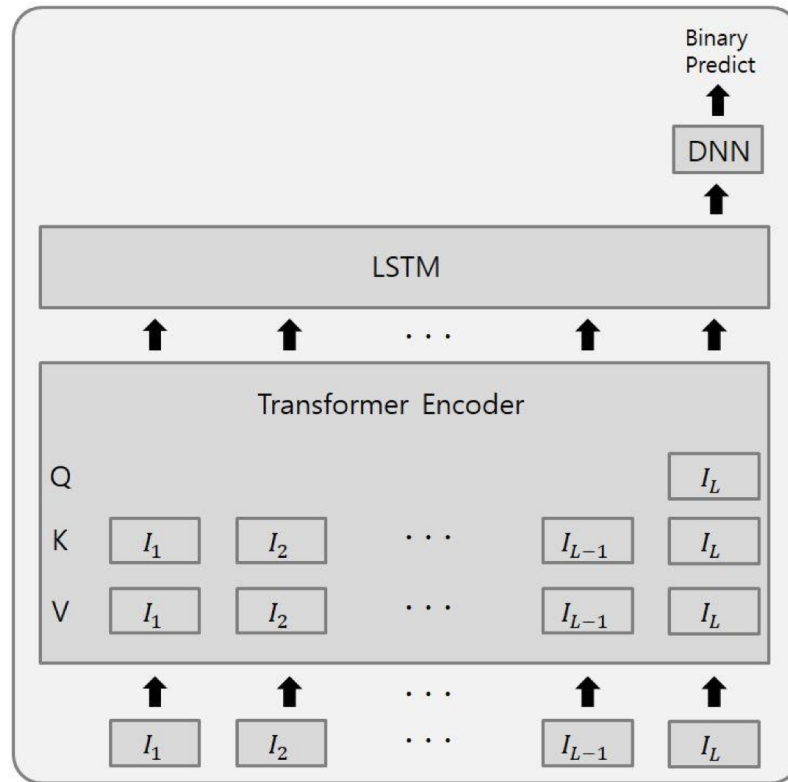 Binary
Predict
DNN
LSTM
. . .
Transformer Encoder
Q I_L
K I_1 I_2 . . . I_{L-1} I_L
V I_1 I_2 . . . I_{L-1} I_L
. . .
I_1 I_2 . . . I_{L-1} I_L